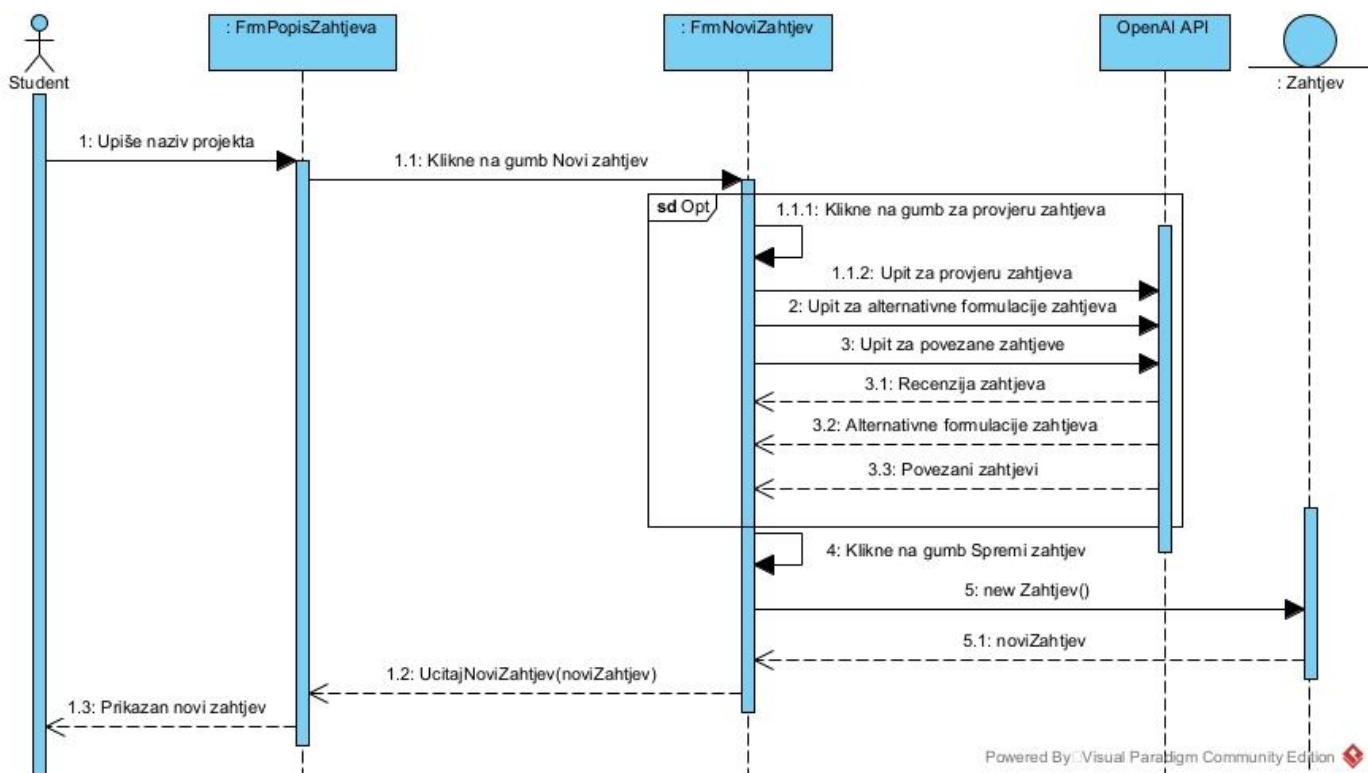 : FrmPopisZahtjeva
: FrmNoviZahtjev
OpenAI API
Student
: Zahtjev
1: Upiše naziv projekta
1.1: Klikne na gumb Novi zahtjev
sd Opt
1.1.1: Klikne na gumb za provjeru zahtjeva
1.1.2: Upit za provjeru zahtjeva
2: Upit za alternativne formulacije zahtjeva
3: Upit za povezane zahtjeve
3.1: Recenzija zahtjeva
3.2: Alternativne formulacije zahtjeva
3.3: Povezani zahtjevi
4: Klikne na gumb Spremi zahtjev
5: new Zahtjev()
5.1: noviZahtjev
1.2: UcitajNoviZahtjev(noviZahtjev)
1.3: Prikazan novi zahtjev
Powered By Visual Paradigm Community Edition